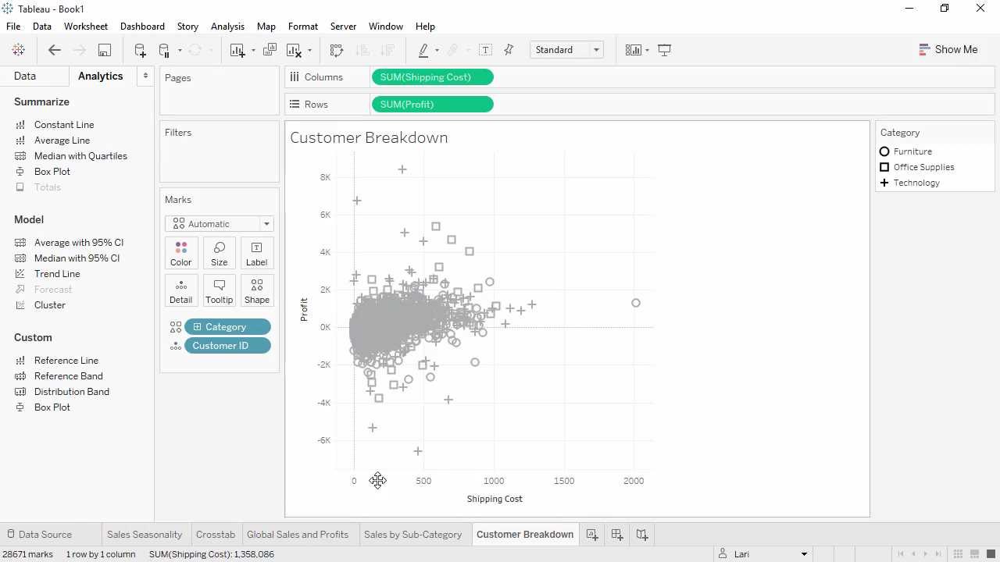 Tableau - Book1
File Data Worksheet Dashboard Story Analysis Map Format Server Window Help
Standard
Show Me
Data Analytics
Summarize
Constant Line
Average Line
Median with Quartiles
Box Plot
Totals
Model
Average with 95% CI
Median with 95% CI
Trend Line
Forecast
Cluster
Custom
Reference Line
Reference Band
Distribution Band
Box Plot
Pages
Filters
Marks
Automatic
Color Size Label
Detail Tooltip Shape
Category
Customer ID
Columns SUM(Shipping Cost)
Rows SUM(Profit)
Customer Breakdown
8K
6K
4K
2K
0K
-2K
-4K
-6K
Profit
0 500 1000 1500 2000
Shipping Cost
Category
Furniture
Office Supplies
Technology
Data Source Sales Seasonality Crosstab Global Sales and Profits Sales by Sub-Category Customer Breakdown
28671 marks 1 row by 1 column SUM(Shipping Cost): 1,358,086 Lari